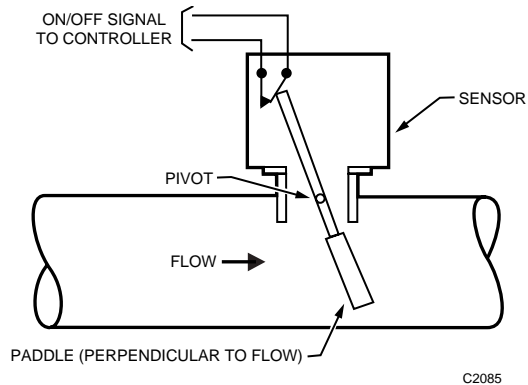 ON/OFF SIGNAL
TO CONTROLLER
SENSOR
PIVOT
FLOW
PADDLE (PERPENDICULAR TO FLOW)
C2085